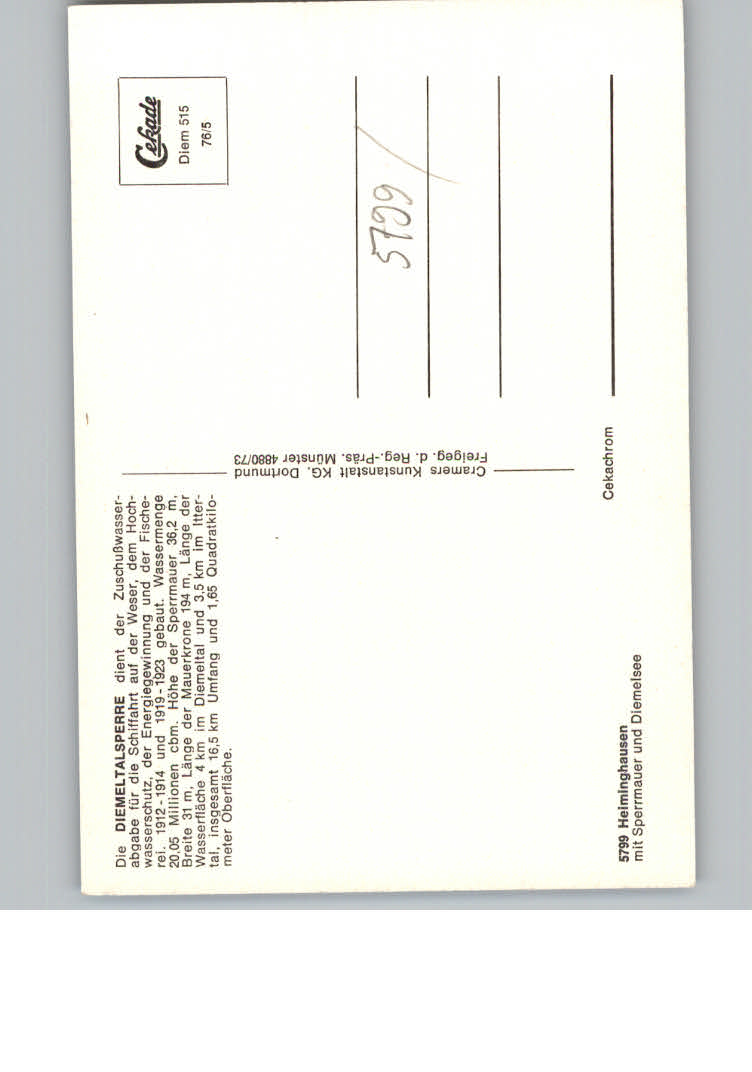 Die DIEMELTALSPERRE dient der Zuschußwasser-
abgabe für die Schiffahrt auf der Weser, dem Hoch-
wasserschutz, der Energiegewinnung und der Fische-
rei. 1912-1914 und 1919-1923 gebaut. Wassermenge
20,05 Millionen cbm. Höhe der Sperrmauer 36,2 m,
Breite 31 m, Länge der Mauerkrone 194 m, Länge der
Wasserfläche 4 km im Diemeltal und 3,5 km im Itter-
tal, insgesamt 16,5 km Umfang und 1,65 Quadratkilo-
meter Oberfläche.
5799 Helminghausen
mit Sperrmauer und Diemelsee
Cramers Kunstanstalt KG, Dortmund
Freigeg. d. Reg.-Präs. Münster 4880/73
Cekachrom
Cekade
Diem 515
76/5
5799